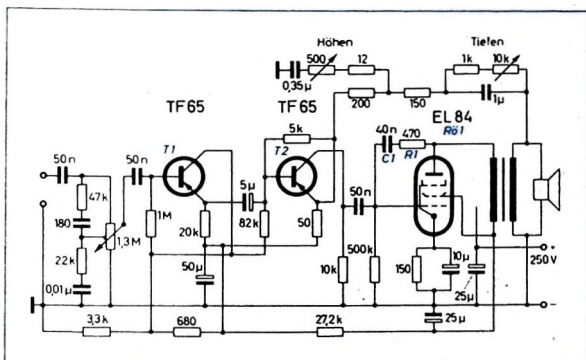 Höhen
Tiefen
500
12
0,35µ
200
150
1k
10k
1µ
TF65
TF65
EL 84
Rö1
5k
40n
470
C1
R1
T1
T2
50n
50n
47k
180
1,3M
22k
0,01µ
1M
5µ
20k
82k
50
50n
50µ
10k
500k
150
10µ
25µ
+
250V
−
25µ
3,3k
680
27,2k